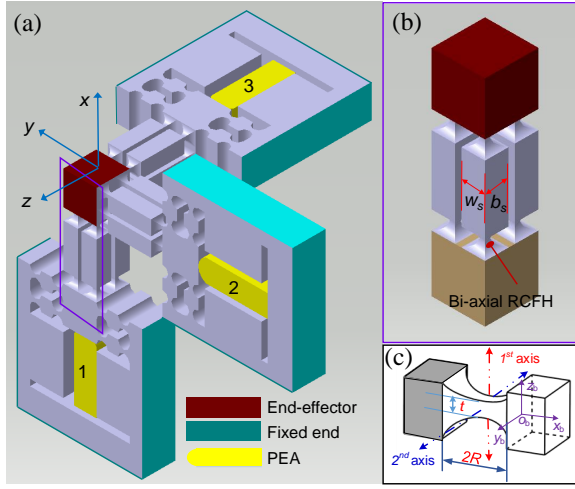 (a)
x
y
z
3
2
1
End-effector
Fixed end
PEA
(b)
w_s b_s
Bi-axial RCFH
(c)
1st axis
t
z_b
o_b x_b
y_b
2nd axis
2R